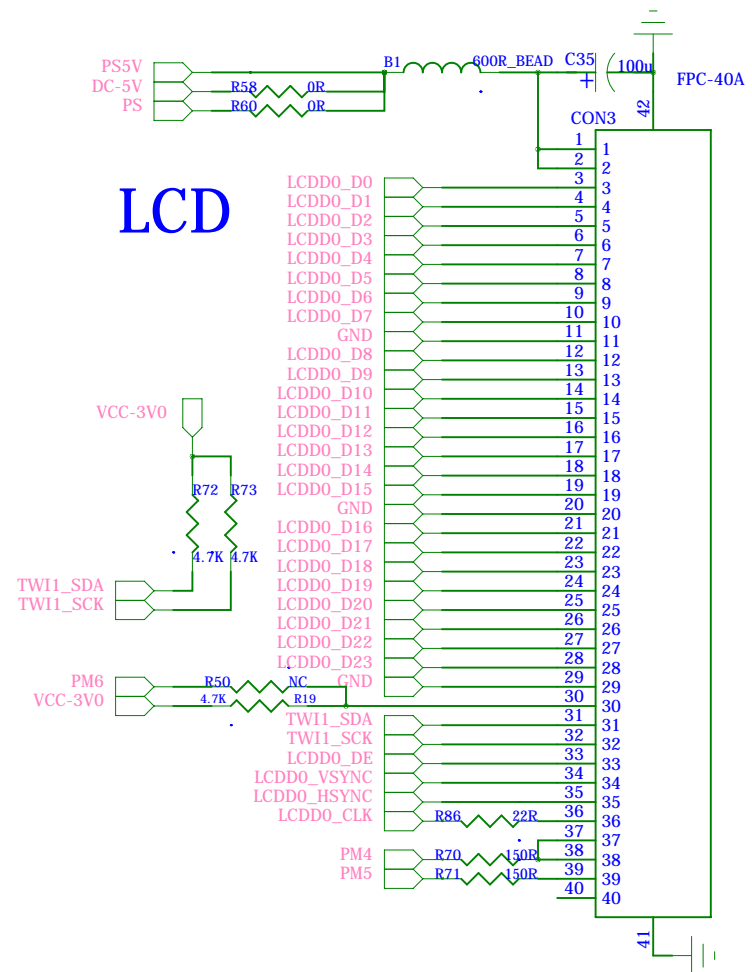 PS5V
B1
600R_BEAD
C35
100u
FPC-40A
DC-5V
R58
0R
PS
R60
0R
42
CON3
1
1
2
2
LCD
LCDD0_D0
3
3
LCDD0_D1
4
4
LCDD0_D2
5
5
LCDD0_D3
6
6
LCDD0_D4
7
7
LCDD0_D5
8
8
LCDD0_D6
9
9
LCDD0_D7
10
10
GND
11
11
LCDD0_D8
12
12
LCDD0_D9
13
13
LCDD0_D10
14
14
LCDD0_D11
15
15
LCDD0_D12
16
16
LCDD0_D13
17
17
LCDD0_D14
18
18
LCDD0_D15
19
19
GND
20
20
LCDD0_D16
21
21
LCDD0_D17
22
22
LCDD0_D18
23
23
LCDD0_D19
24
24
LCDD0_D20
25
25
LCDD0_D21
26
26
LCDD0_D22
27
27
LCDD0_D23
28
28
GND
29
29
VCC-3V0
R72
R73
4.7K
4.7K
TWI1_SDA
TWI1_SCK
PM6
R50
NC
VCC-3V0
4.7K
R19
30
30
TWI1_SDA
31
31
TWI1_SCK
32
32
LCDD0_DE
33
33
LCDD0_VSYNC
34
34
LCDD0_HSYNC
35
35
LCDD0_CLK
R86
22R
36
36
37
37
PM4
R70
150R
38
38
PM5
R71
150R
39
39
40
40
41